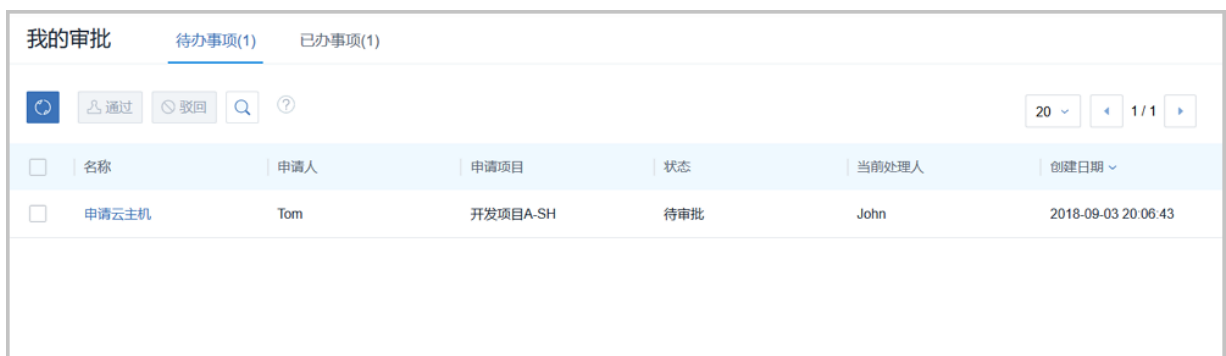 我的审批 待办事项(1) 已办事项(1)
通过 驳回 20 1 / 1
名称 申请人 申请项目 状态 当前处理人 创建日期
申请云主机 Tom 开发项目A-SH 待审批 John 2018-09-03 20:06:43